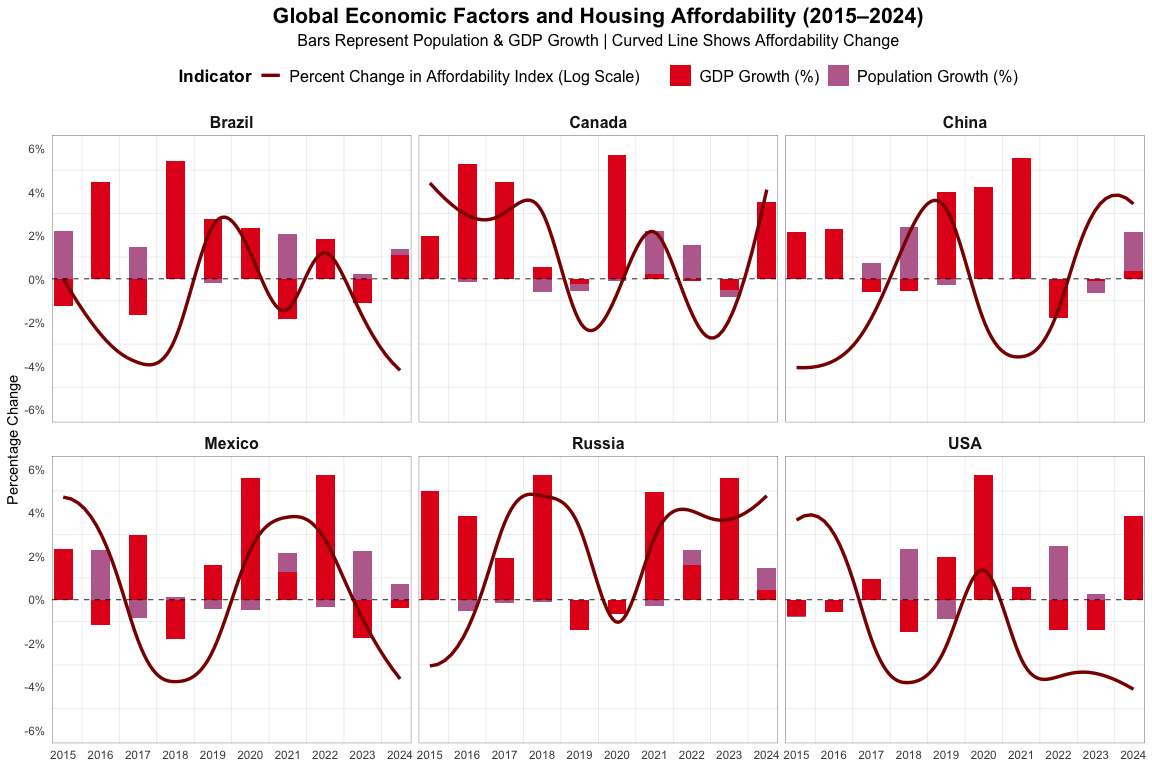 Global Economic Factors and Housing Affordability (2015–2024)
Bars Represent Population & GDP Growth | Curved Line Shows Affordability Change
Indicator Percent Change in Affordability Index (Log Scale) GDP Growth (%) Population Growth (%)
Brazil Canada China
6%
4%
2%
0%
-2%
-4%
-6%
Percentage Change
Mexico Russia USA
6%
4%
2%
0%
-2%
-4%
-6%
2015 2016 2017 2018 2019 2020 2021 2022 2023 2024 2015 2016 2017 2018 2019 2020 2021 2022 2023 2024 2015 2016 2017 2018 2019 2020 2021 2022 2023 2024